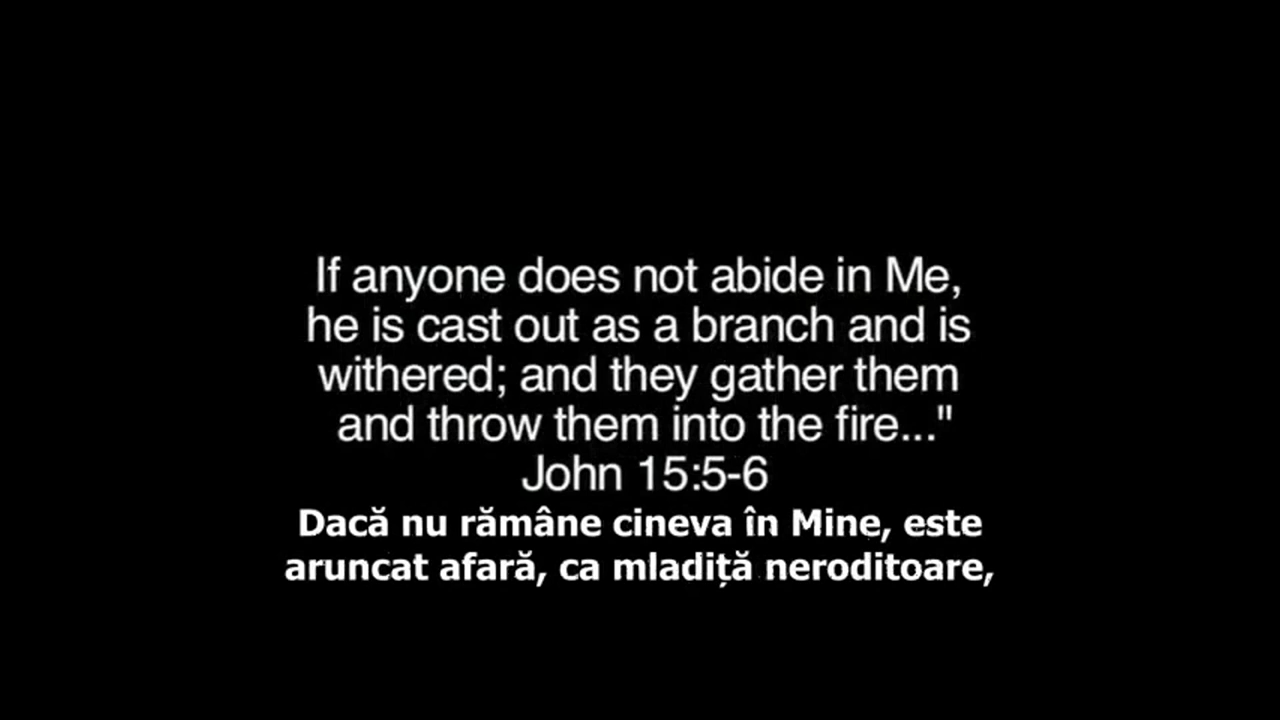 If anyone does not abide in Me,
he is cast out as a branch and is
withered; and they gather them
and throw them into the fire..."
John 15:5-6
Dacă nu rămâne cineva în Mine, este
aruncat afară, ca mladiță neroditoare,